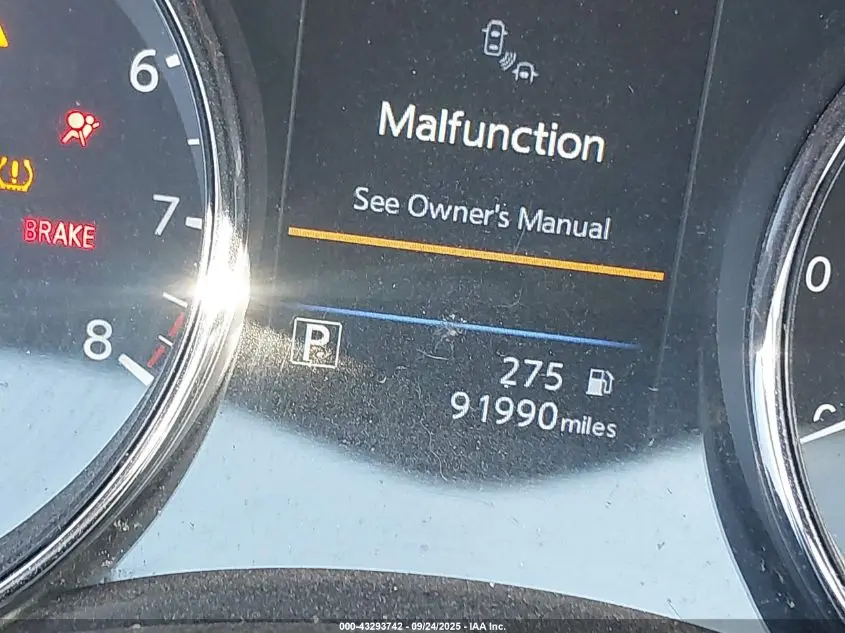 6
Malfunction
7
See Owner's Manual
BRAKE
0
8
P
275
91990 miles
000-43293742 - 09/24/2025 - IAA Inc.